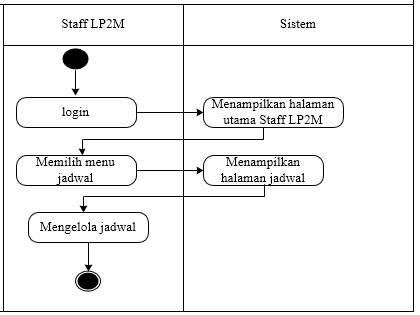 Staff LP2M
Sistem
login
Menampilkan halaman
utama Staff LP2M
Memilih menu
jadwal
Menampilkan
halaman jadwal
Mengelola jadwal